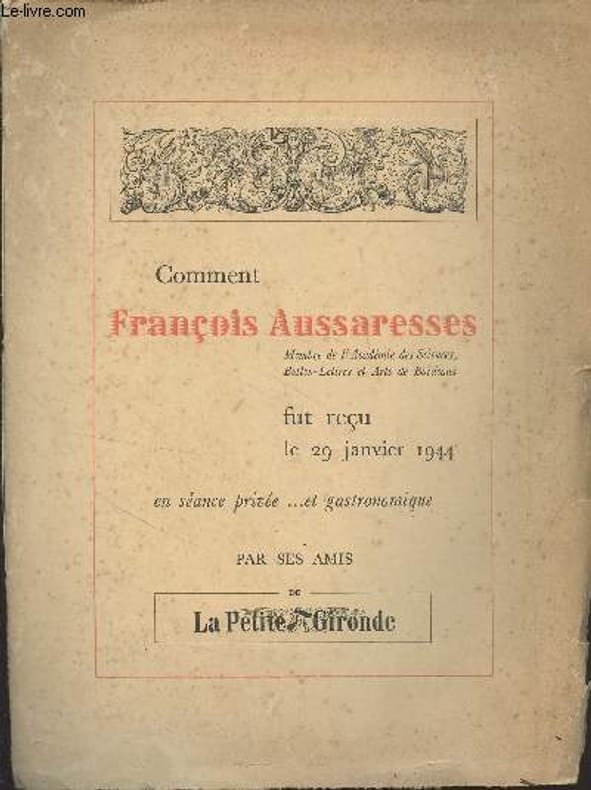 Le-livre.com
Comment
François Aussaresses
Membre de l'Académie des Sciences,
Belles-Lettres et Arts de Bordeaux
fut reçu
le 29 janvier 1944
en séance privée ...et gastronomique
PAR SES AMIS
DE
La Petite Gironde